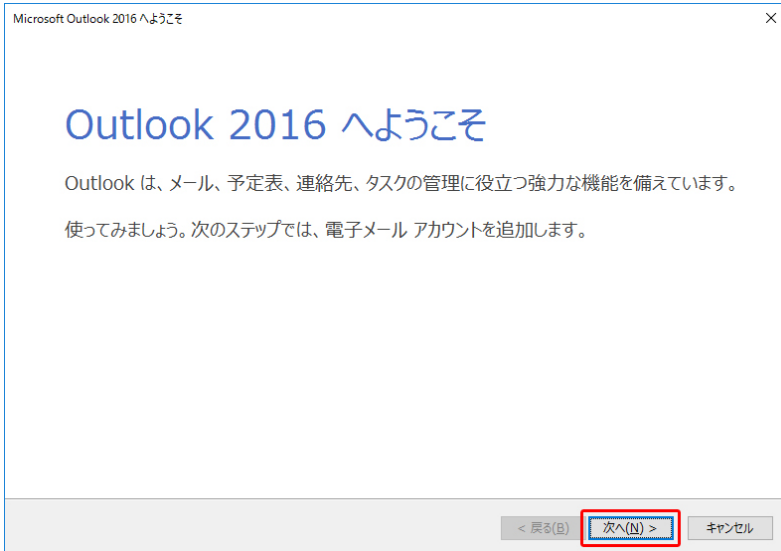 Microsoft Outlook 2016 へようこそ
Outlook 2016 へようこそ
Outlook は、メール、予定表、連絡先、タスクの管理に役立つ強力な機能を備えています。
使ってみましょう。次のステップでは、電子メール アカウントを追加します。
< 戻る(B) 次へ(N) > キャンセル